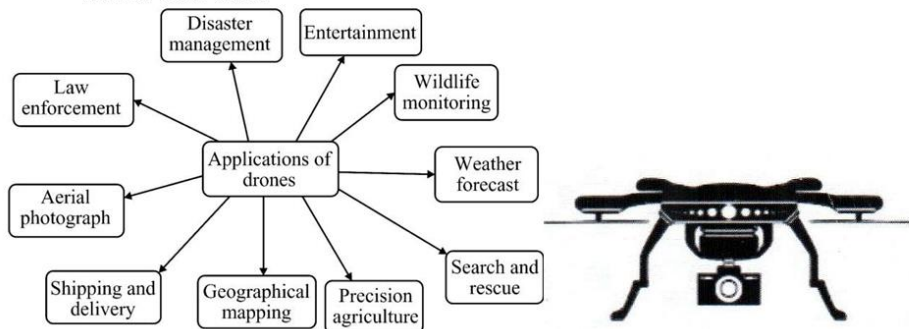 Disaster
management
Entertainment
Law
enforcement
Wildlife
monitoring
Applications of
drones
Weather
forecast
Aerial
photograph
Search and
rescue
Shipping and
delivery
Geographical
mapping
Precision
agriculture